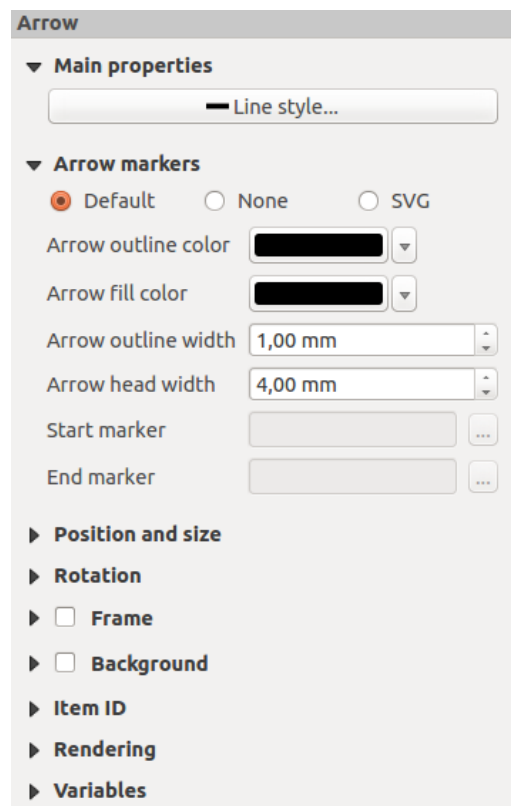 Arrow
Main properties
Line style...
Arrow markers
Default None SVG
Arrow outline color
Arrow fill color
Arrow outline width 1,00 mm
Arrow head width 4,00 mm
Start marker ...
End marker ...
Position and size
Rotation
Frame
Background
Item ID
Rendering
Variables